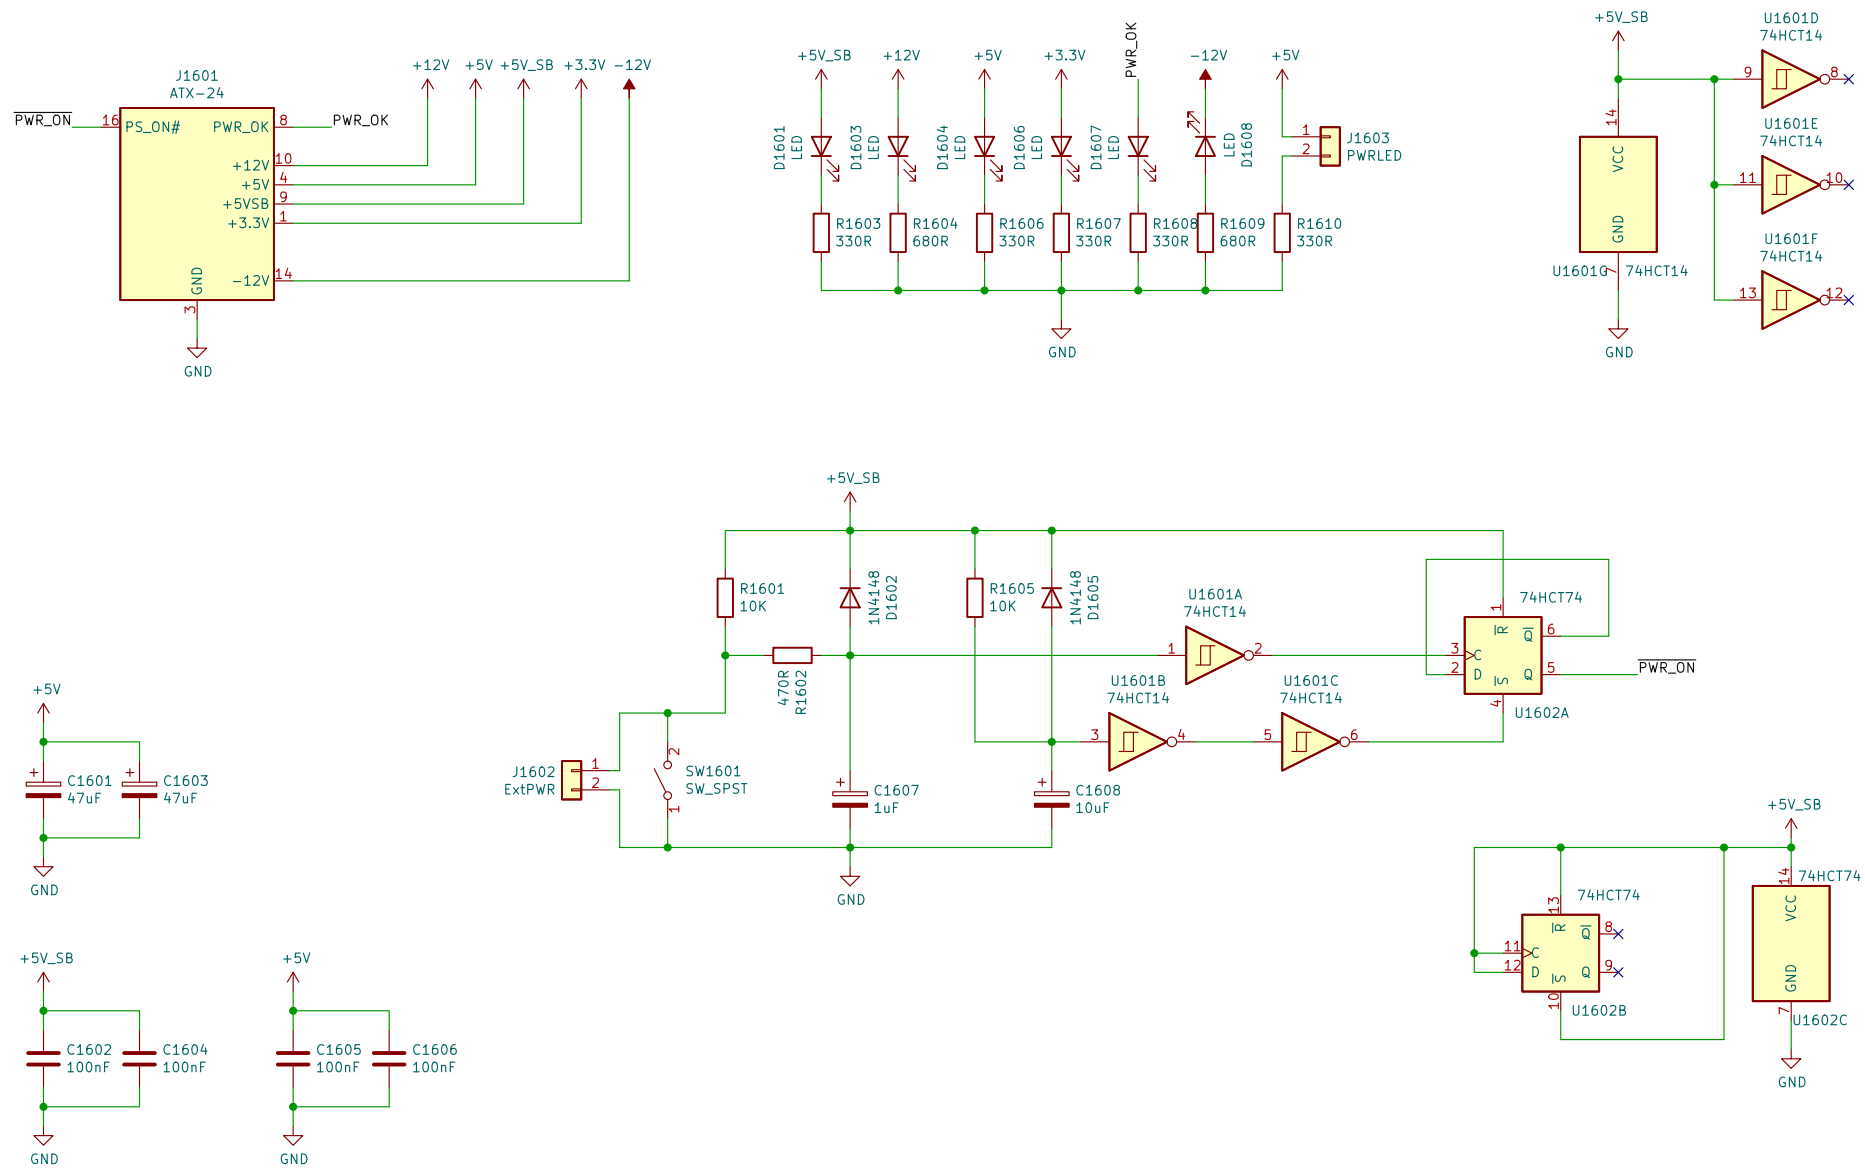 J1601
ATX-24
PWR_ON
16
PS_ON#
PWR_OK
8
PWR_OK
+12V
10
+5V
4
+5VSB
9
+3.3V
1
-12V
14
GND
3
GND
+12V
+5V
+5V_SB
+3.3V
-12V
+5V_SB
+12V
+5V
+3.3V
PWR_OK
-12V
+5V
D1601
LED
D1603
LED
D1604
LED
D1606
LED
D1607
LED
LED
D1608
1
2
J1603
PWRLED
R1603
330R
R1604
680R
R1606
330R
R1607
330R
R1608
330R
R1609
680R
R1610
330R
GND
+5V_SB
14
VCC
GND
7
U1601G
74HCT14
GND
U1601D
74HCT14
9
8
U1601E
74HCT14
11
10
U1601F
74HCT14
13
12
+5V_SB
R1601
10K
1N4148
D1602
R1605
10K
1N4148
D1605
470R
R1602
U1601A
74HCT14
1
2
U1601B
74HCT14
3
4
U1601C
74HCT14
5
6
74HCT74
1
R
Q
6
3
C
2
D
Q
5
S
4
U1602A
PWR_ON
J1602
ExtPWR
1
2
2
1
SW1601
SW_SPST
+
C1607
1uF
+
C1608
10uF
GND
+5V
+
C1601
47uF
+
C1603
47uF
GND
+5V_SB
C1602
100nF
C1604
100nF
GND
+5V
C1605
100nF
C1606
100nF
GND
+5V_SB
74HCT74
13
R
Q
8
11
C
12
D
Q
9
S
10
U1602B
14
74HCT74
VCC
GND
7
U1602C
GND